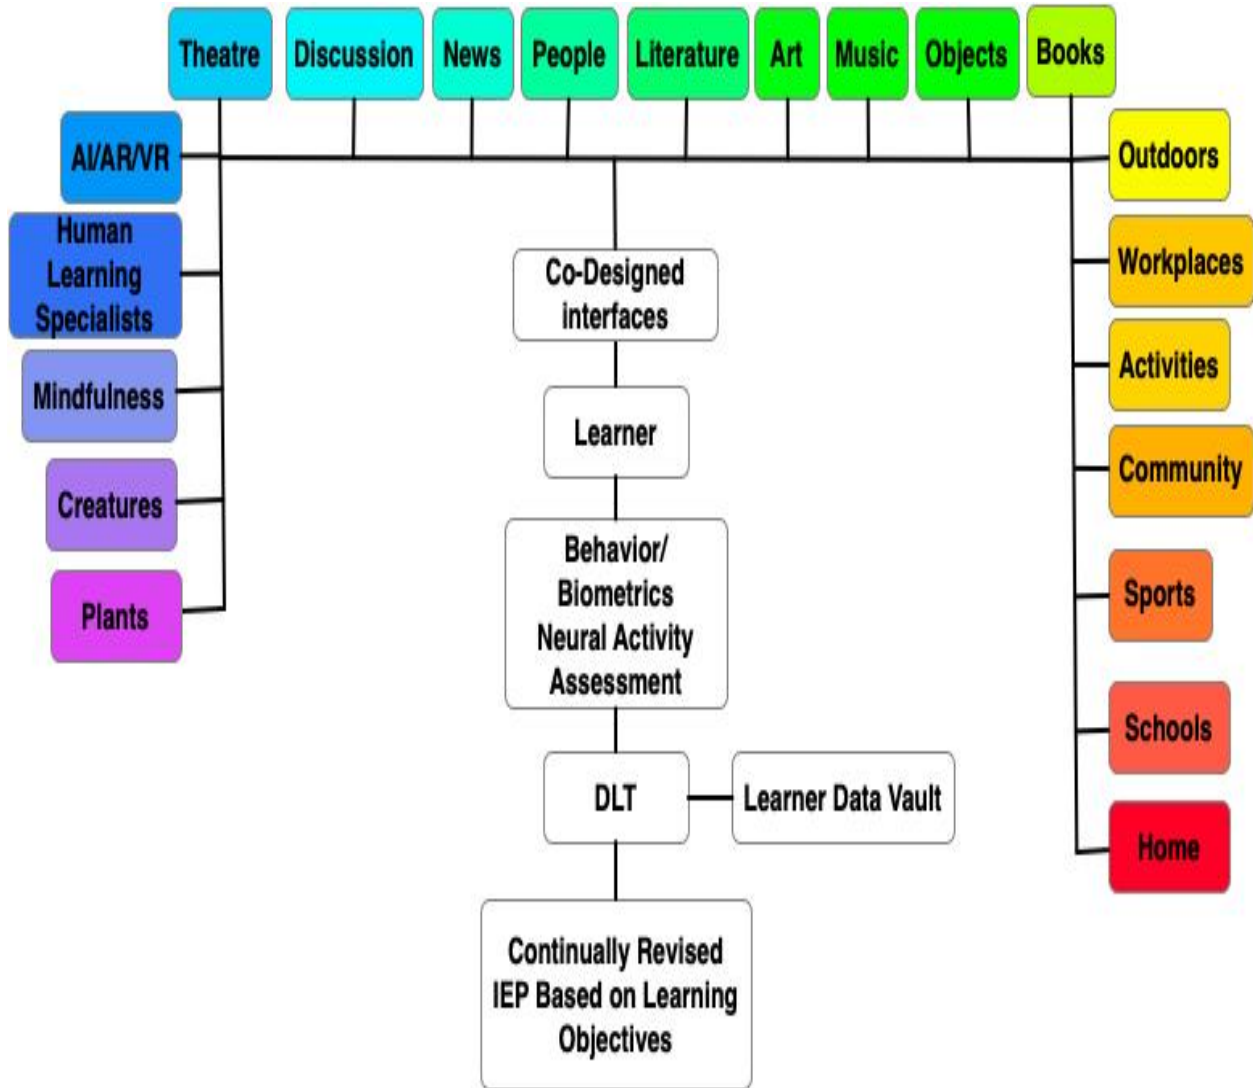 Theatre
Discussion
News
People
Literature
Art
Music
Objects
Books
AI/AR/VR
Human
Learning
Specialists
Mindfulness
Creatures
Plants
Co-Designed
interfaces
Learner
Behavior/
Biometrics
Neural Activity
Assessment
DLT
Learner Data Vault
Continually Revised
IEP Based on Learning
Objectives
Outdoors
Workplaces
Activities
Community
Sports
Schools
Home